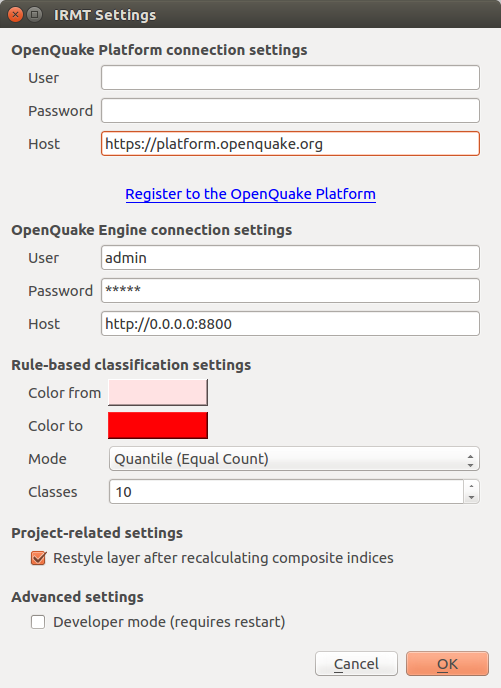 IRMT Settings
OpenQuake Platform connection settings
User
Password
Host https://platform.openquake.org
Register to the OpenQuake Platform
OpenQuake Engine connection settings
User admin
Password *****
Host http://0.0.0.0:8800
Rule-based classification settings
Color from
Color to
Mode Quantile (Equal Count)
Classes 10
Project-related settings
Restyle layer after recalculating composite indices
Advanced settings
Developer mode (requires restart)
Cancel OK